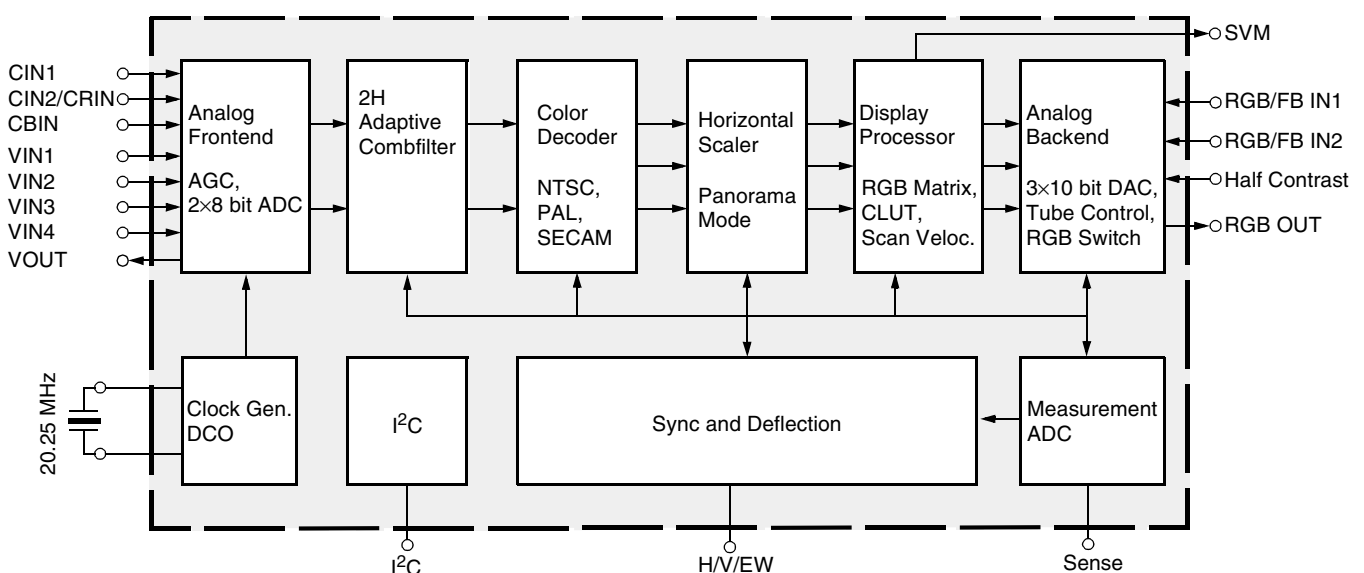 CIN1
CIN2/CRIN
CBIN
VIN1
VIN2
VIN3
VIN4
VOUT
Analog
Frontend
AGC,
2×8 bit ADC
2H
Adaptive
Combfilter
Color
Decoder
NTSC,
PAL,
SECAM
Horizontal
Scaler
Panorama
Mode
Display
Processor
RGB Matrix,
CLUT,
Scan Veloc.
Analog
Backend
3×10 bit DAC,
Tube Control,
RGB Switch
SVM
RGB/FB IN1
RGB/FB IN2
Half Contrast
RGB OUT
20.25 MHz
Clock Gen.
DCO
I²C
Sync and Deflection
Measurement
ADC
I²C
H/V/EW
Sense